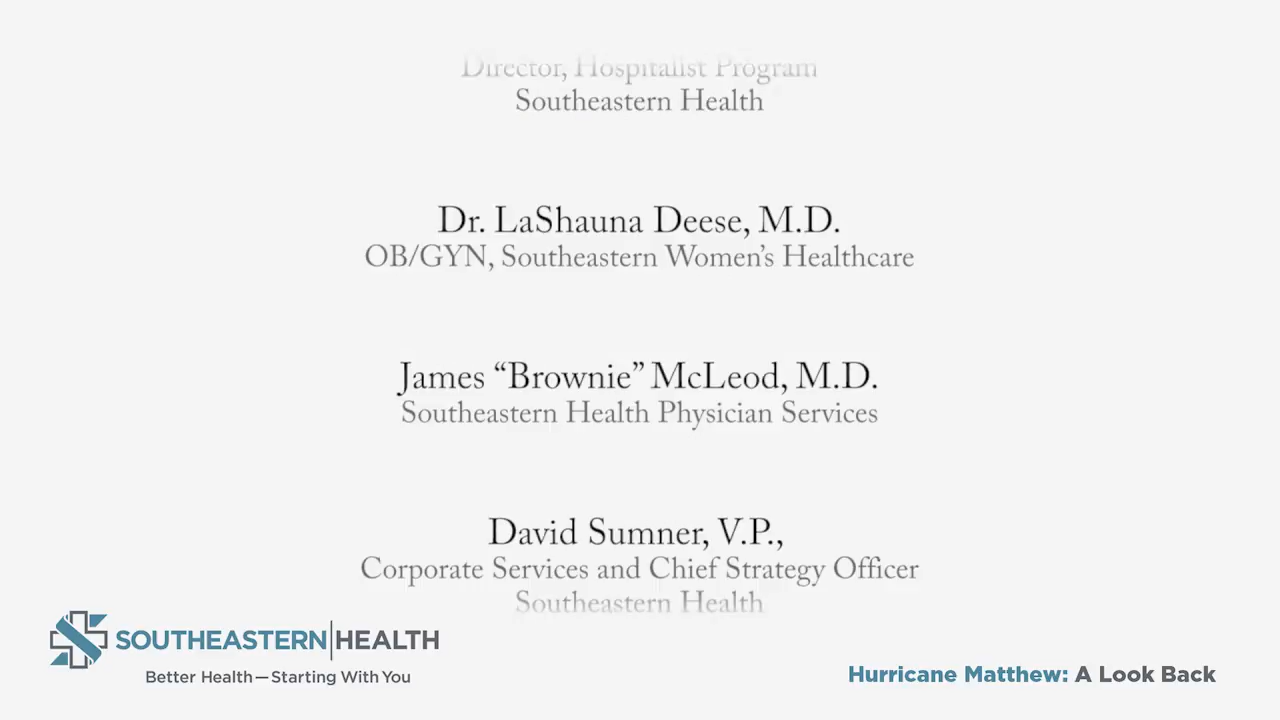 Director, Hospitalist Program
Southeastern Health
Dr. LaShauna Deese, M.D.
OB/GYN, Southeastern Women’s Healthcare
James “Brownie” McLeod, M.D.
Southeastern Health Physician Services
David Sumner, V.P.,
Corporate Services and Chief Strategy Officer
Southeastern Health
SOUTHEASTERN|HEALTH
Better Health—Starting With You
Hurricane Matthew: A Look Back